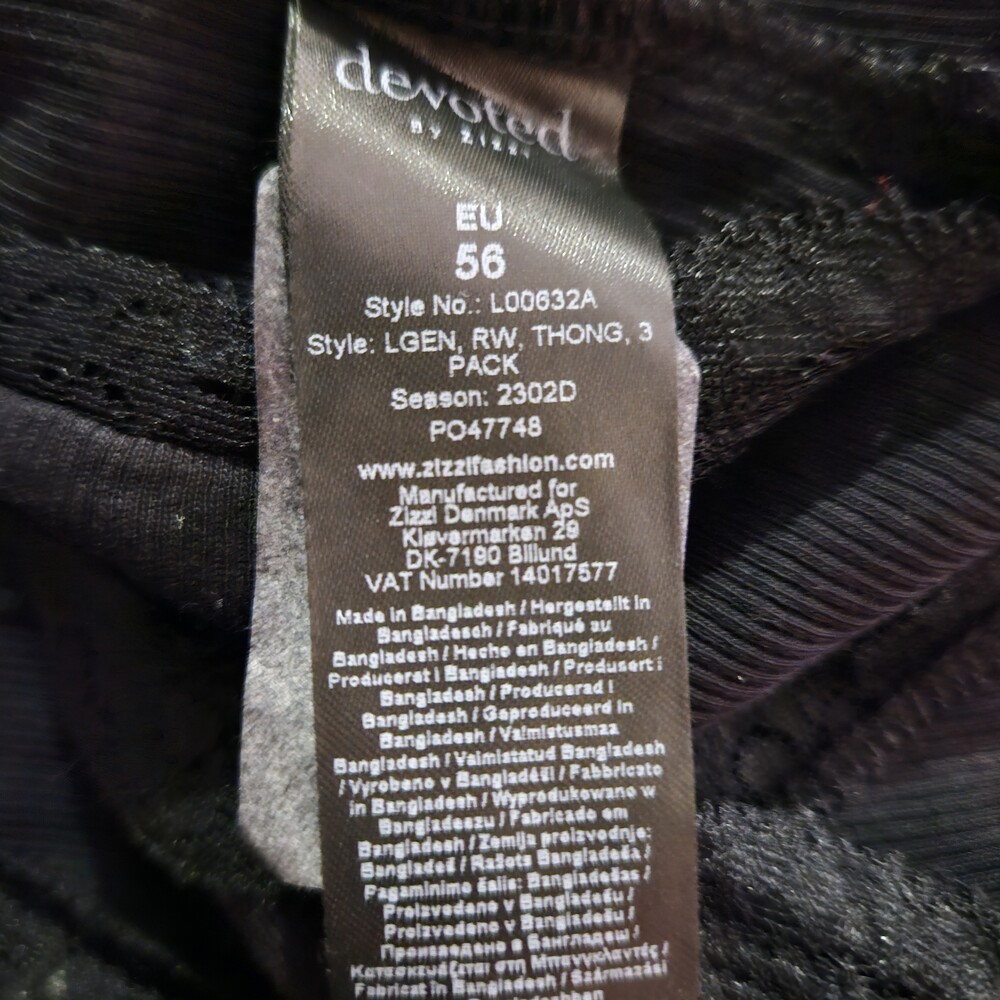 devoted
BY ZIZZI
EU
56
Style No.: L00632A
Style: LGEN, RW, THONG, 3
PACK
Season: 2302D
PO47748
www.zizzifashion.com
Manufactured for
Zizzi Denmark ApS
Kløvermarken 29
DK-7190 Billund
VAT Number 14017577
Made in Bangladesh / Hergestellt in
Bangladesch / Fabriqué au
Bangladesh / Hecho en Bangladesh /
Produceret i Bangladesh / Produsert i
Bangladesh / Producerad i
Bangladesh / Geproduceerd in
Bangladesh / Valmistusmaa
Bangladesh / Valmistatud Bangladesh
/ Vyrobeno v Bangladéši / Fabbricato
in Bangladesh / Wyprodukowano w
Bangladeszu / Fabricado em
Bangladesh / Zemlja proizvodnje:
Bangladeš / Ražots Bangladešā /
Pagaminimo šalis: Bangladešas /
Proizvedeno v Bangladešu /
Proizvedeno v Bangladešu /
Произведено в Бангладеш /
Κατασκευάζεται στη Μπανγκλαντές /
Fabricat în Bangladesh / Származási